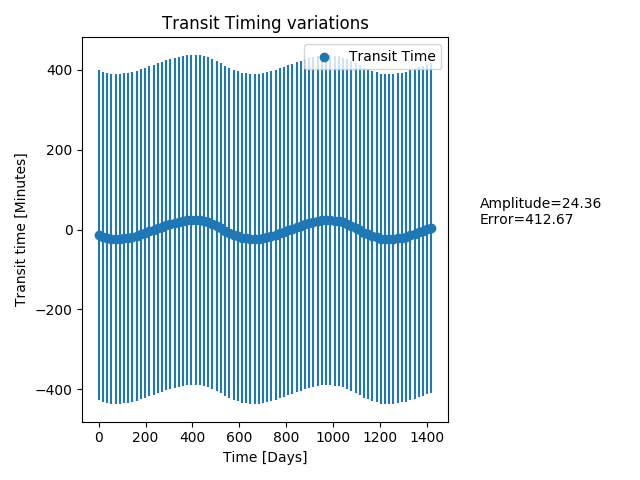 Transit Timing variations
Transit Time
Transit time [Minutes]
400
200
0
−200
−400
0 200 400 600 800 1000 1200 1400
Time [Days]
Amplitude=24.36
Error=412.67